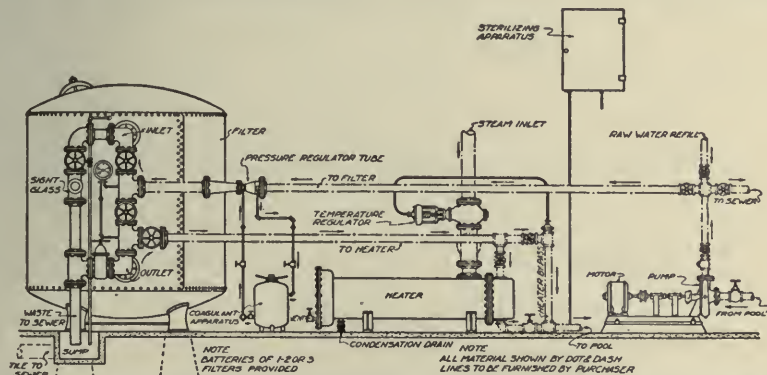 STERILIZING
APPARATUS
INLET
FILTER
STEAM INLET
RAW WATER REFILL
PRESSURE REGULATOR TUBE
SIGHT
GLASS
TO FILTER
TO SEWER
TEMPERATURE
REGULATOR
TO HEATER
OUTLET
HEATER BYPASS
MOTOR
PUMP
HEATER
WASTE
TO SEWER
COAGULANT
APPARATUS
FROM POOL
SUMP
CONDENSATION DRAIN
TO POOL
TILE TO
SEWER
NOTE
BATTERIES OF 1-2 OR 3
FILTERS PROVIDED
NOTE
ALL MATERIAL SHOWN BY DOT & DASH
LINES TO BE FURNISHED BY PURCHASER